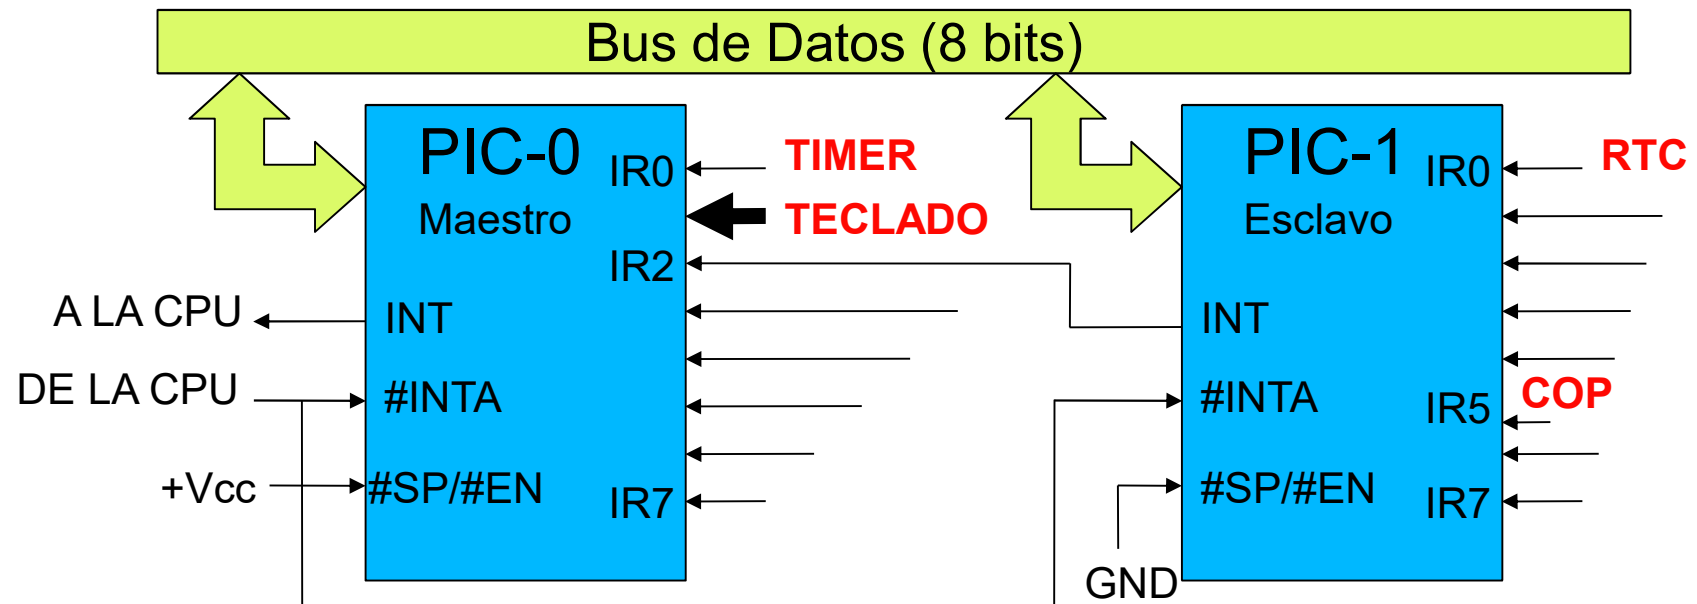 Bus de Datos (8 bits)
PIC-0
Maestro
IR0
TIMER
TECLADO
IR2
A LA CPU
INT
DE LA CPU
#INTA
+Vcc
#SP/#EN
IR7
PIC-1
Esclavo
IR0
RTC
INT
#INTA
IR5
COP
#SP/#EN
IR7
GND